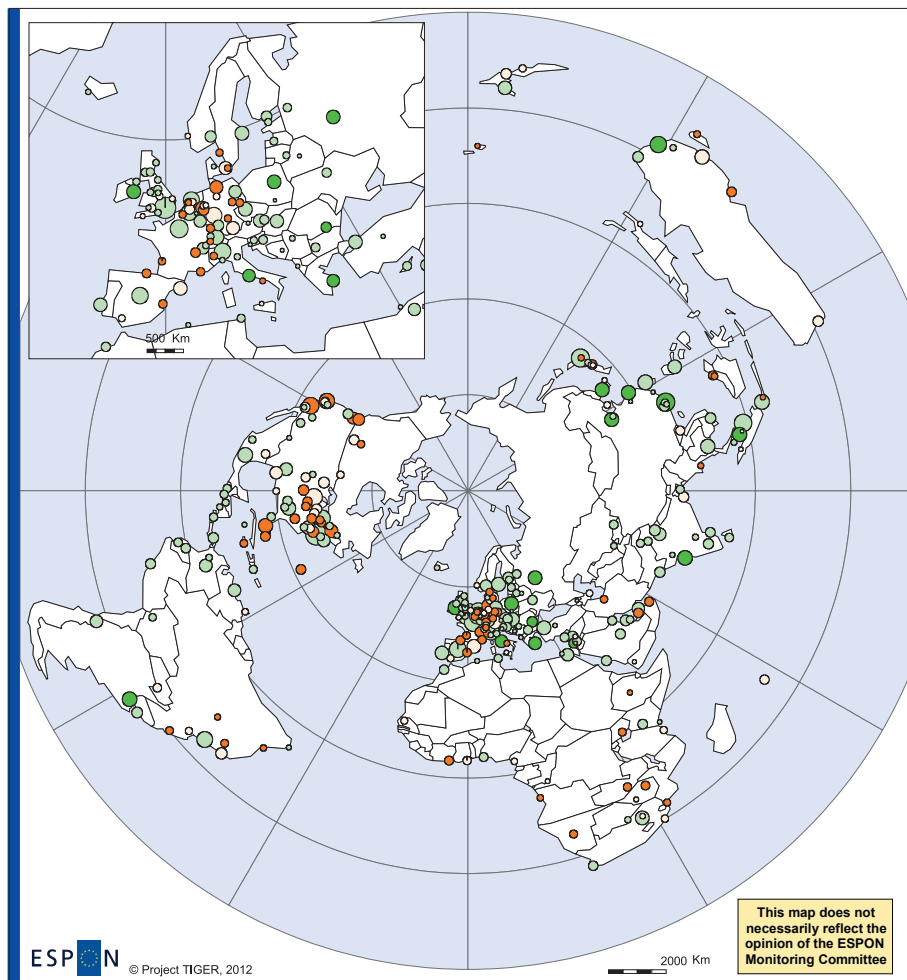 500 Km
ESPON
© Project TIGER, 2012
2000 Km
This map does not
necessarily reflect the
opinion of the ESPON
Monitoring Committee